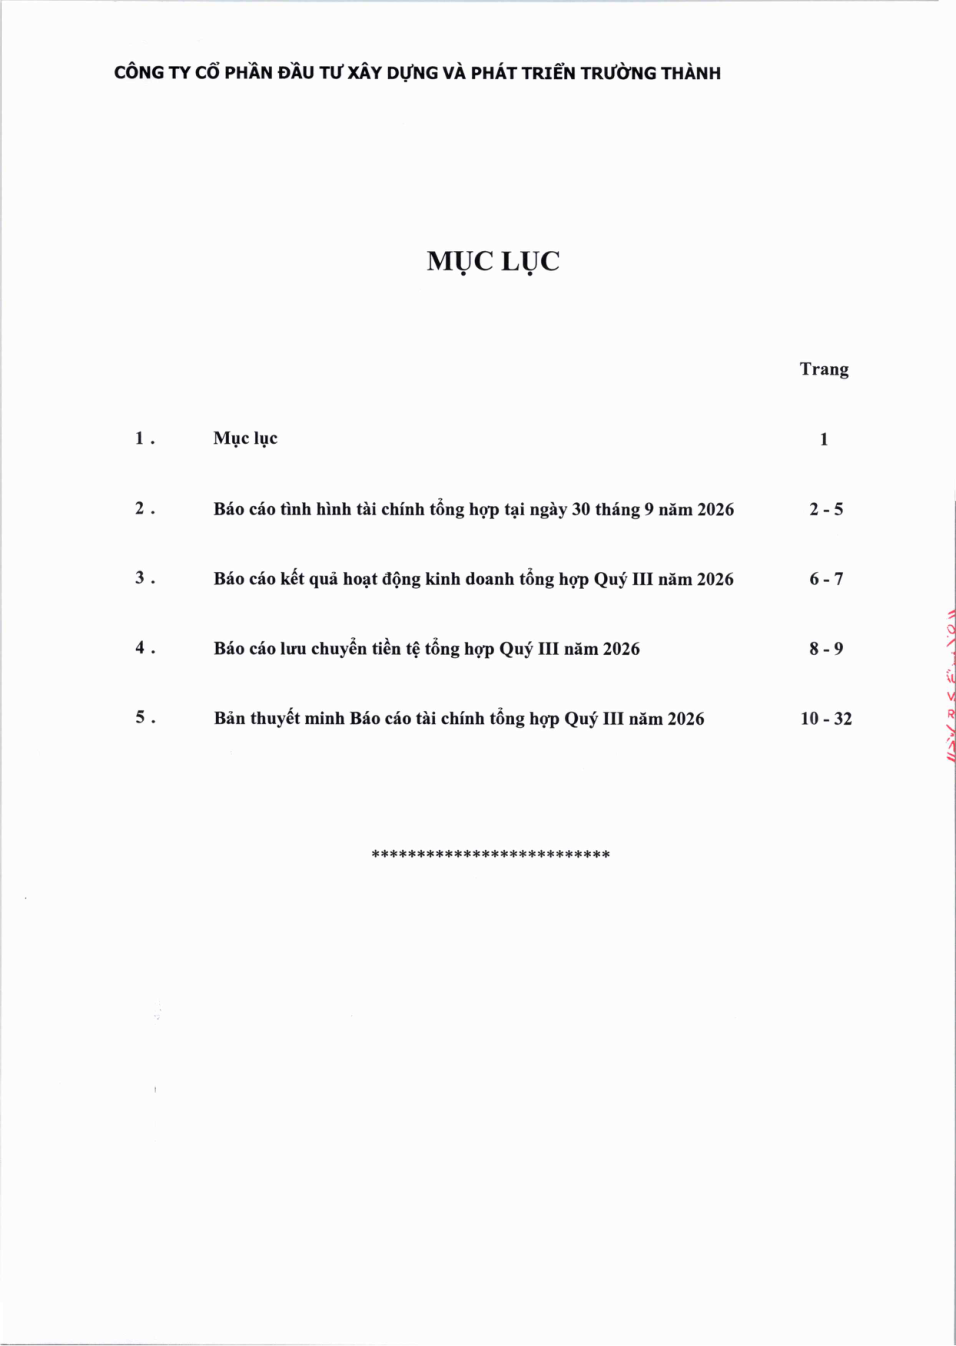 CÔNG TY CỔ PHẦN ĐẦU TƯ XÂY DỰNG VÀ PHÁT TRIỂN TRƯỜNG THÀNH
MỤC LỤC
Trang
1 . Mục lục 1
2 . Báo cáo tình hình tài chính tổng hợp tại ngày 30 tháng 9 năm 2026 2 - 5
3 . Báo cáo kết quả hoạt động kinh doanh tổng hợp Quý III năm 2026 6 - 7
4 . Báo cáo lưu chuyển tiền tệ tổng hợp Quý III năm 2026 8 - 9
5 . Bản thuyết minh Báo cáo tài chính tổng hợp Quý III năm 2026 10 - 32
**************************